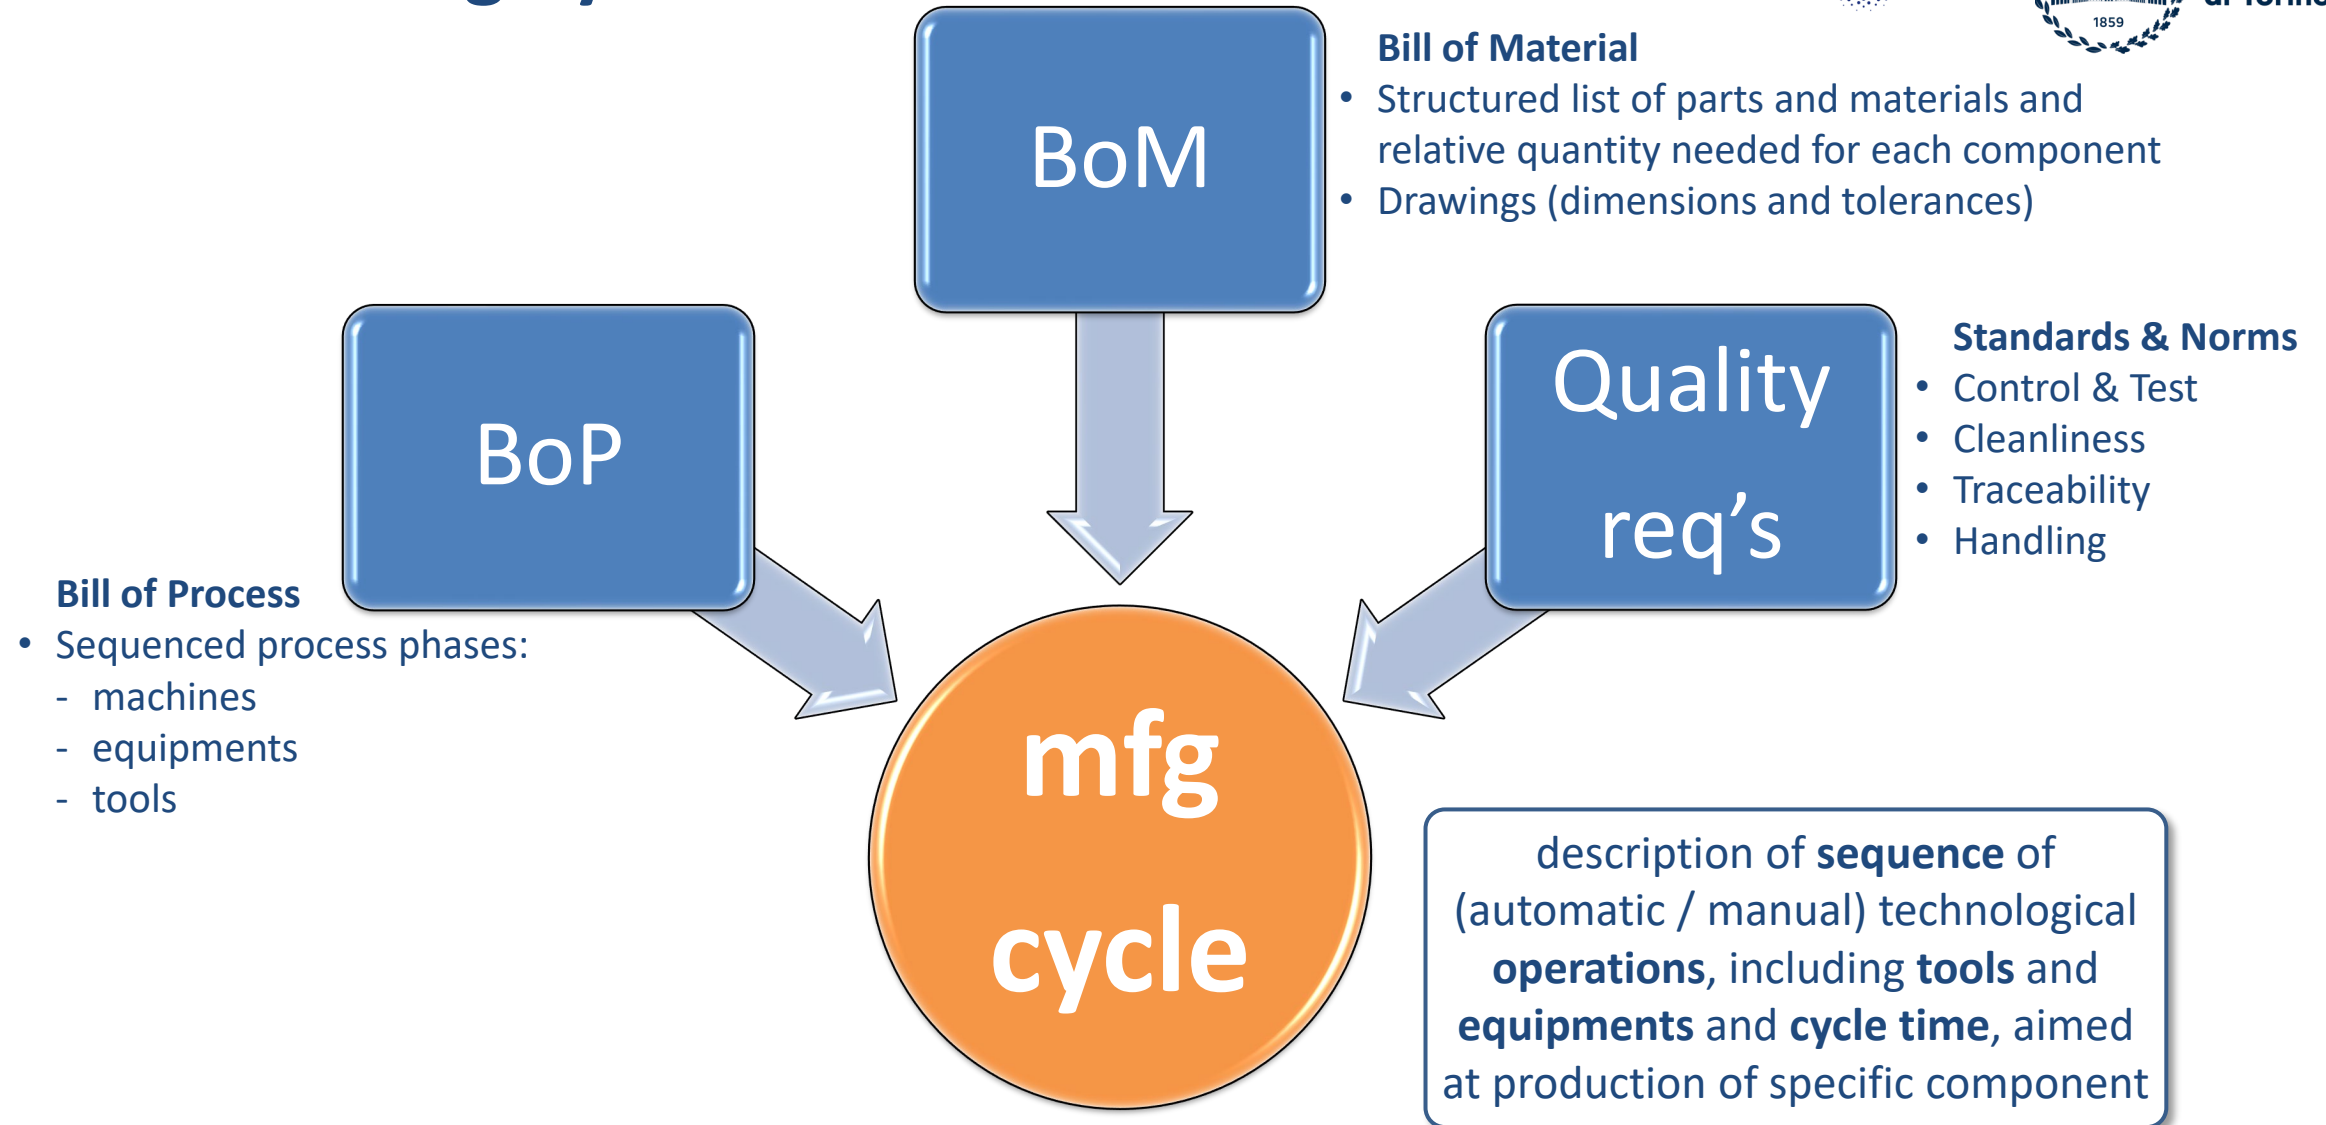 1859
BoM
Bill of Material
• Structured list of parts and materials and
relative quantity needed for each component
• Drawings (dimensions and tolerances)
BoP
Bill of Process
• Sequenced process phases:
- machines
- equipments
- tools
Quality
req’s
Standards & Norms
• Control & Test
• Cleanliness
• Traceability
• Handling
mfg
cycle
description of sequence of
(automatic / manual) technological
operations, including tools and
equipments and cycle time, aimed
at production of specific component